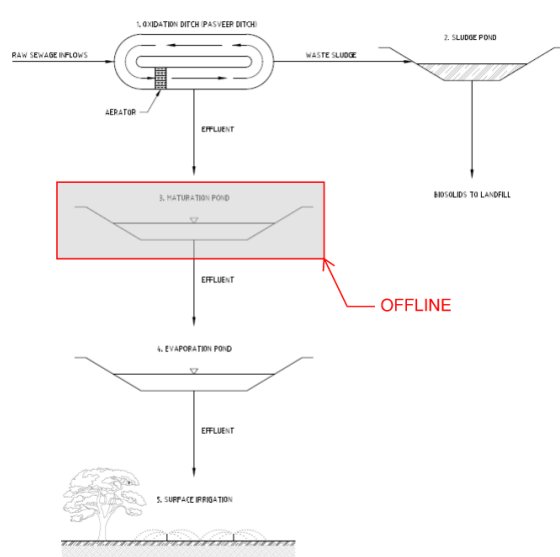 1. OXIDATION DITCH (PASVEER DITCH)
RAW SEWAGE INFLOWS
WASTE SLUDGE
2. SLUDGE POND
AERATOR
EFFLUENT
3. MATURATION POND
BIOSOLIDS TO LANDFILL
EFFLUENT
OFFLINE
4. EVAPORATION POND
EFFLUENT
5. SURFACE IRRIGATION